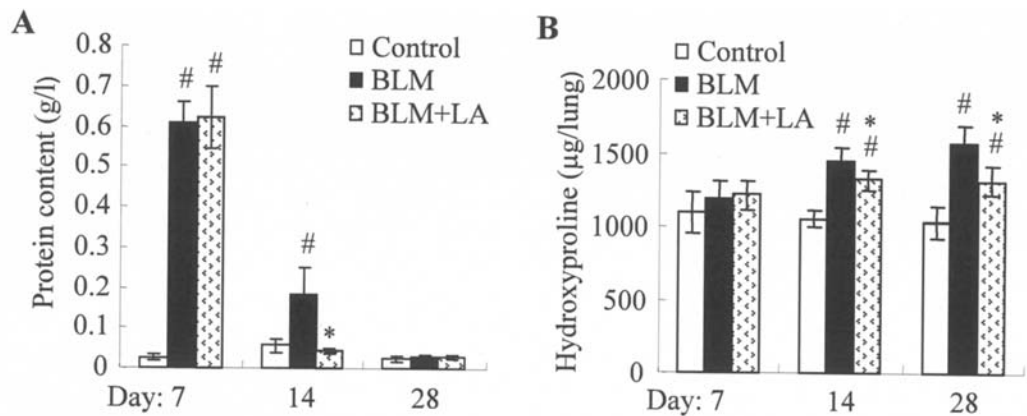 A
Protein content (g/l)
0.8
0.7
0.6
0.5
0.4
0.3
0.2
0.1
0
# #
#
*
Control
BLM
BLM+LA
Day: 7 14 28
B
Hydroxyproline (μg/lung)
2000
1500
1000
500
0
Control
BLM
BLM+LA
#
*
#
#
*
#
Day: 7 14 28